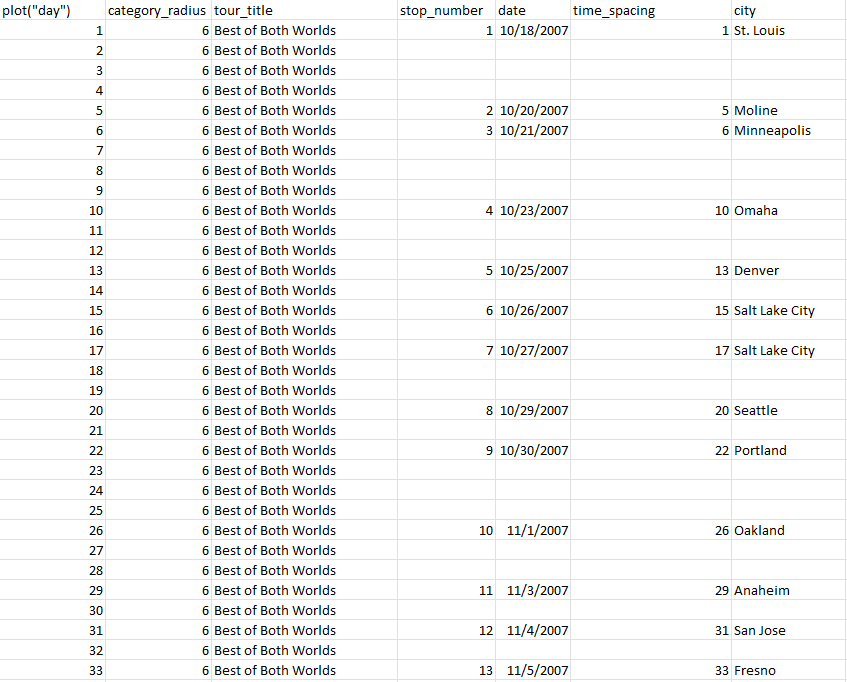 plot("day") category_radius tour_title stop_number date time_spacing city
1 6 Best of Both Worlds 1 10/18/2007 1 St. Louis
2 6 Best of Both Worlds
3 6 Best of Both Worlds
4 6 Best of Both Worlds
5 6 Best of Both Worlds 2 10/20/2007 5 Moline
6 6 Best of Both Worlds 3 10/21/2007 6 Minneapolis
7 6 Best of Both Worlds
8 6 Best of Both Worlds
9 6 Best of Both Worlds
10 6 Best of Both Worlds 4 10/23/2007 10 Omaha
11 6 Best of Both Worlds
12 6 Best of Both Worlds
13 6 Best of Both Worlds 5 10/25/2007 13 Denver
14 6 Best of Both Worlds
15 6 Best of Both Worlds 6 10/26/2007 15 Salt Lake City
16 6 Best of Both Worlds
17 6 Best of Both Worlds 7 10/27/2007 17 Salt Lake City
18 6 Best of Both Worlds
19 6 Best of Both Worlds
20 6 Best of Both Worlds 8 10/29/2007 20 Seattle
21 6 Best of Both Worlds
22 6 Best of Both Worlds 9 10/30/2007 22 Portland
23 6 Best of Both Worlds
24 6 Best of Both Worlds
25 6 Best of Both Worlds
26 6 Best of Both Worlds 10 11/1/2007 26 Oakland
27 6 Best of Both Worlds
28 6 Best of Both Worlds
29 6 Best of Both Worlds 11 11/3/2007 29 Anaheim
30 6 Best of Both Worlds
31 6 Best of Both Worlds 12 11/4/2007 31 San Jose
32 6 Best of Both Worlds
33 6 Best of Both Worlds 13 11/5/2007 33 Fresno